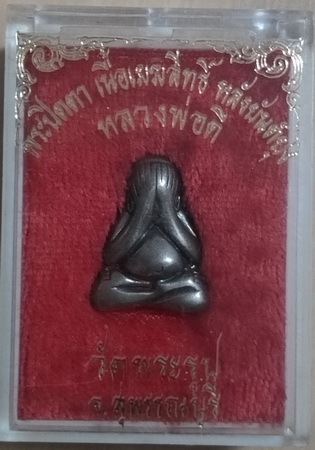 พระปิดตา เนื้อเมฆสิทธิ์ หลังยันต์
หลวงพ่อดี
วัดพระรูป
จ.สุพรรณบุรี